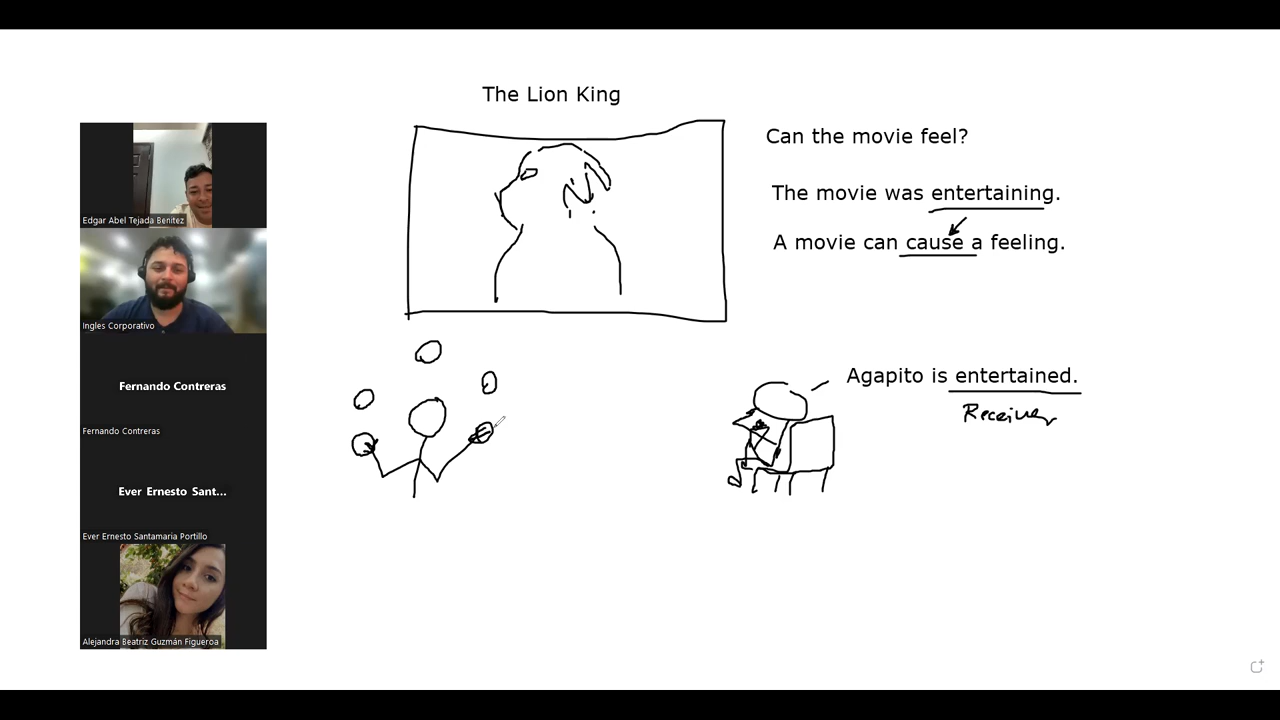 The Lion King
Can the movie feel?
The movie was entertaining.
A movie can cause a feeling.
Agapito is entertained.
Receiver
Edgar Abel Tejada Benitez
Ingles Corporativo
Fernando Contreras
Fernando Contreras
Ever Ernesto Sant...
Ever Ernesto Santamaria Portillo
Alejandra Beatriz Guzmán Figueroa